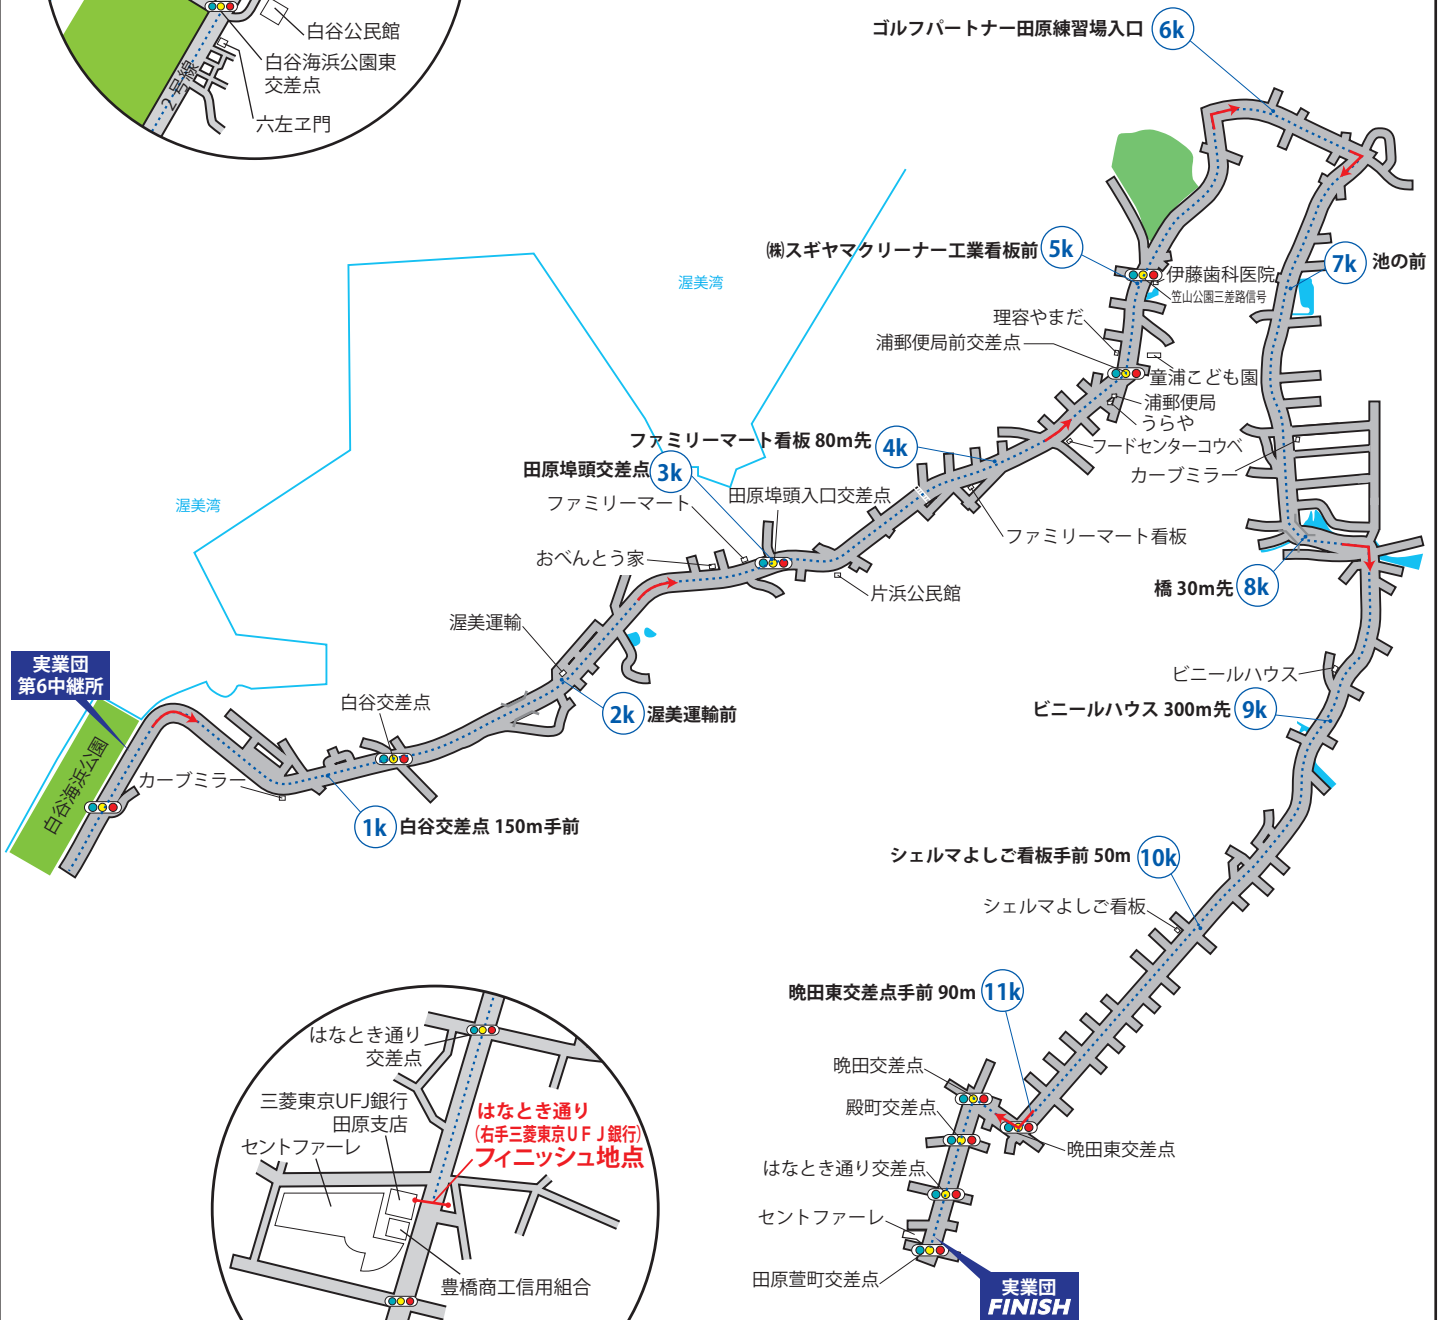 白谷公民館
白谷海浜公園東
交差点
2号線
六左ヱ門
ゴルフパートナー田原練習場入口
6k
㈱スギヤマクリーナー工業看板前
5k
伊藤歯科医院
笠山公園三差路信号
7k
池の前
渥美湾
理容やまだ
浦郵便局前交差点
童浦こども園
浦郵便局
うらや
フードセンターコウベ
カーブミラー
ファミリーマート看板 80m先
4k
田原埠頭交差点
3k
田原埠頭入口交差点
ファミリーマート
渥美湾
ファミリーマート看板
おべんとう家
片浜公民館
橋 30m先
8k
渥美運輸
実業団
第6中継所
白谷交差点
2k
渥美運輸前
ビニールハウス
ビニールハウス 300m先
9k
白谷海浜公園
カーブミラー
1k
白谷交差点 150m手前
シェルマよしご看板手前 50m
10k
シェルマよしご看板
晩田東交差点手前 90m
11k
はなとき通り
交差点
晩田交差点
三菱東京UFJ銀行
田原支店
殿町交差点
はなとき通り
(右手三菱東京UFJ銀行)
フィニッシュ地点
セントファーレ
晩田東交差点
はなとき通り交差点
セントファーレ
豊橋商工信用組合
田原萱町交差点
実業団
FINISH